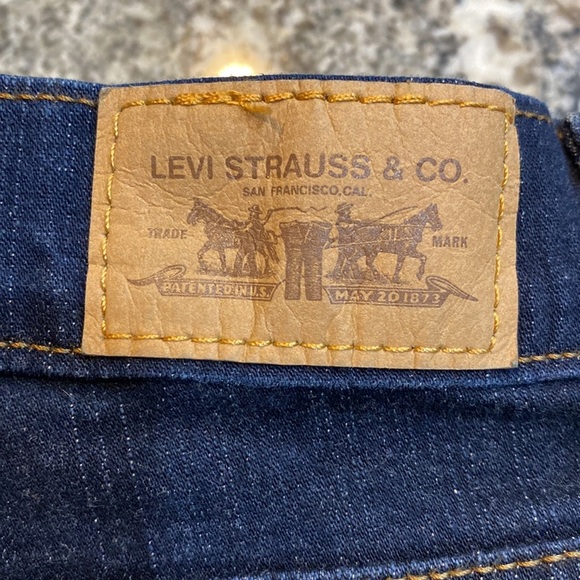 LEVI STRAUSS & CO.
SAN FRANCISCO, CAL.
TRADE MARK
PATENTED IN U.S. MAY 20 1873